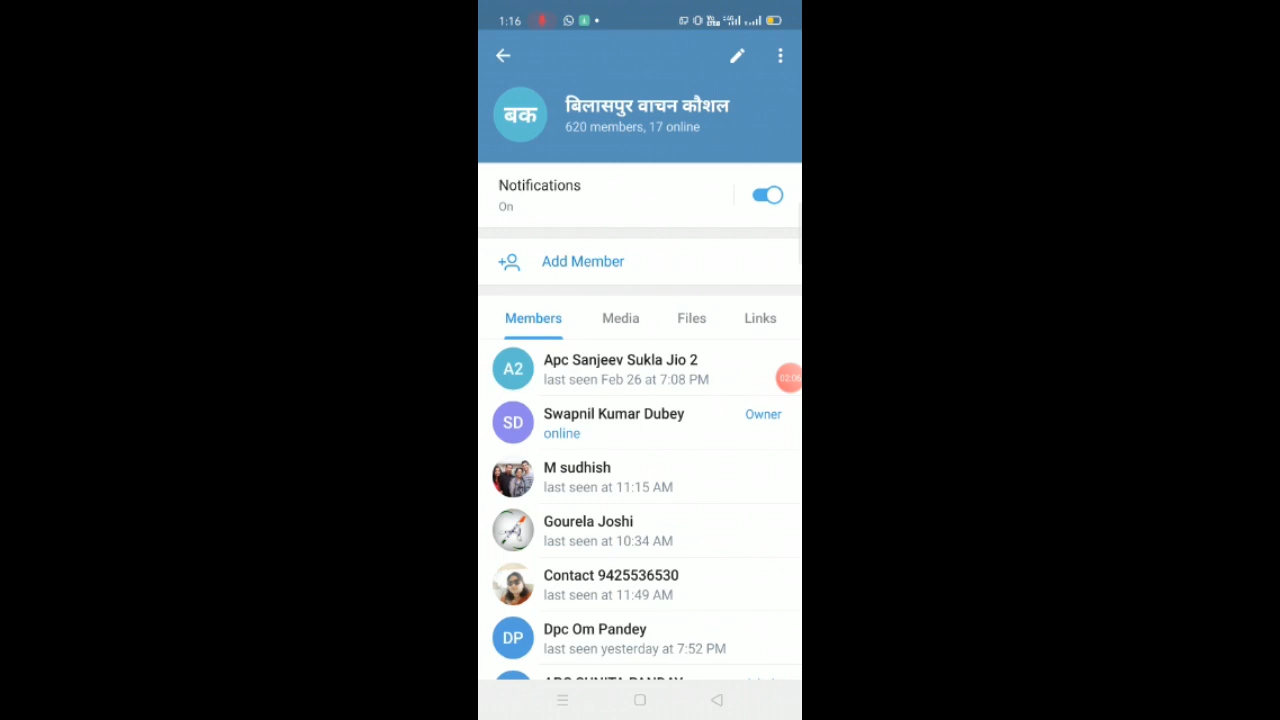 1:16
बक
बिलासपुर वाचन कौशल
620 members, 17 online
Notifications
On
Add Member
Members Media Files Links
A2
Apc Sanjeev Sukla Jio 2
last seen Feb 26 at 7:08 PM
02:06
SD
Swapnil Kumar Dubey
Owner
online
M sudhish
last seen at 11:15 AM
Gourela Joshi
last seen at 10:34 AM
Contact 9425536530
last seen at 11:49 AM
DP
Dpc Om Pandey
last seen yesterday at 7:52 PM